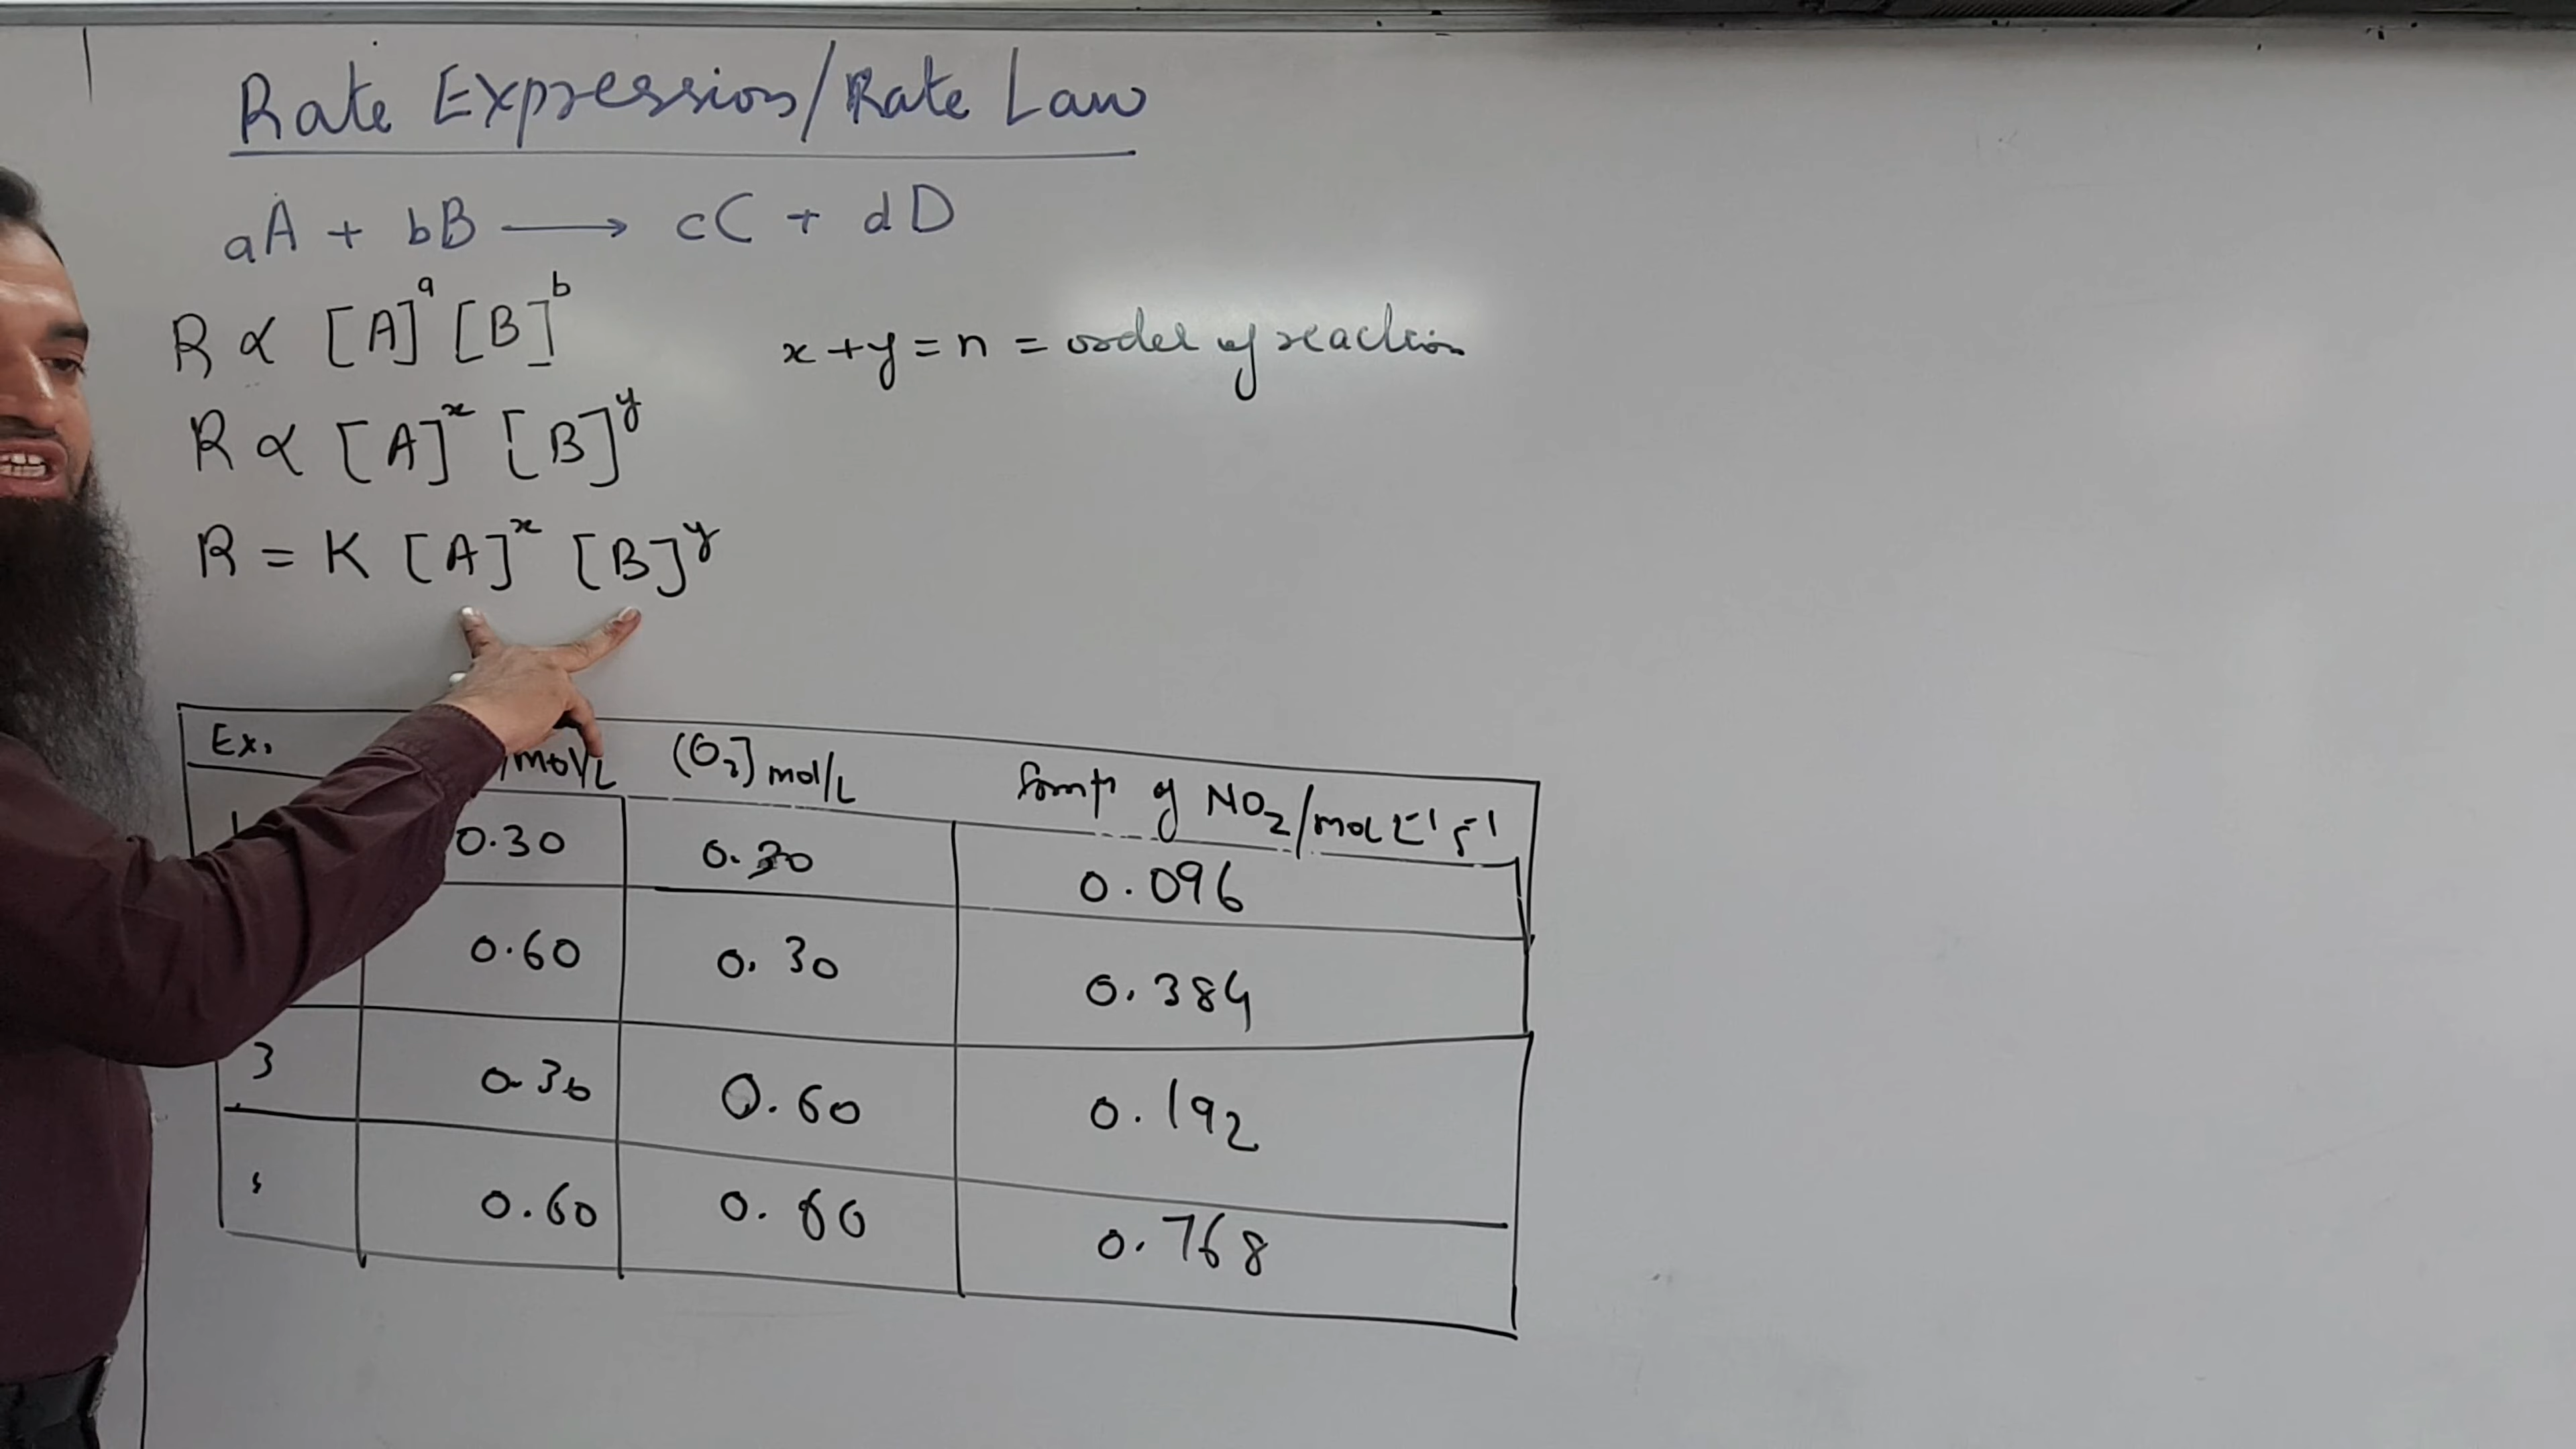 Rate Expression/Rate Law
aA + bB ⟶ cC + dD
R ∝ [A]ᵃ [B]ᵇ
x + y = n = order of reaction
R ∝ [A]ˣ [B]ʸ
R = K [A]ˣ [B]ʸ
Ex. /mol/L (O₂] mol/L of NO₂/mol L⁻¹ s⁻¹
1 0.30 0.30 0.096
0.60 0.30 0.384
3 0.30 0.60 0.192
0.60 0.60 0.768